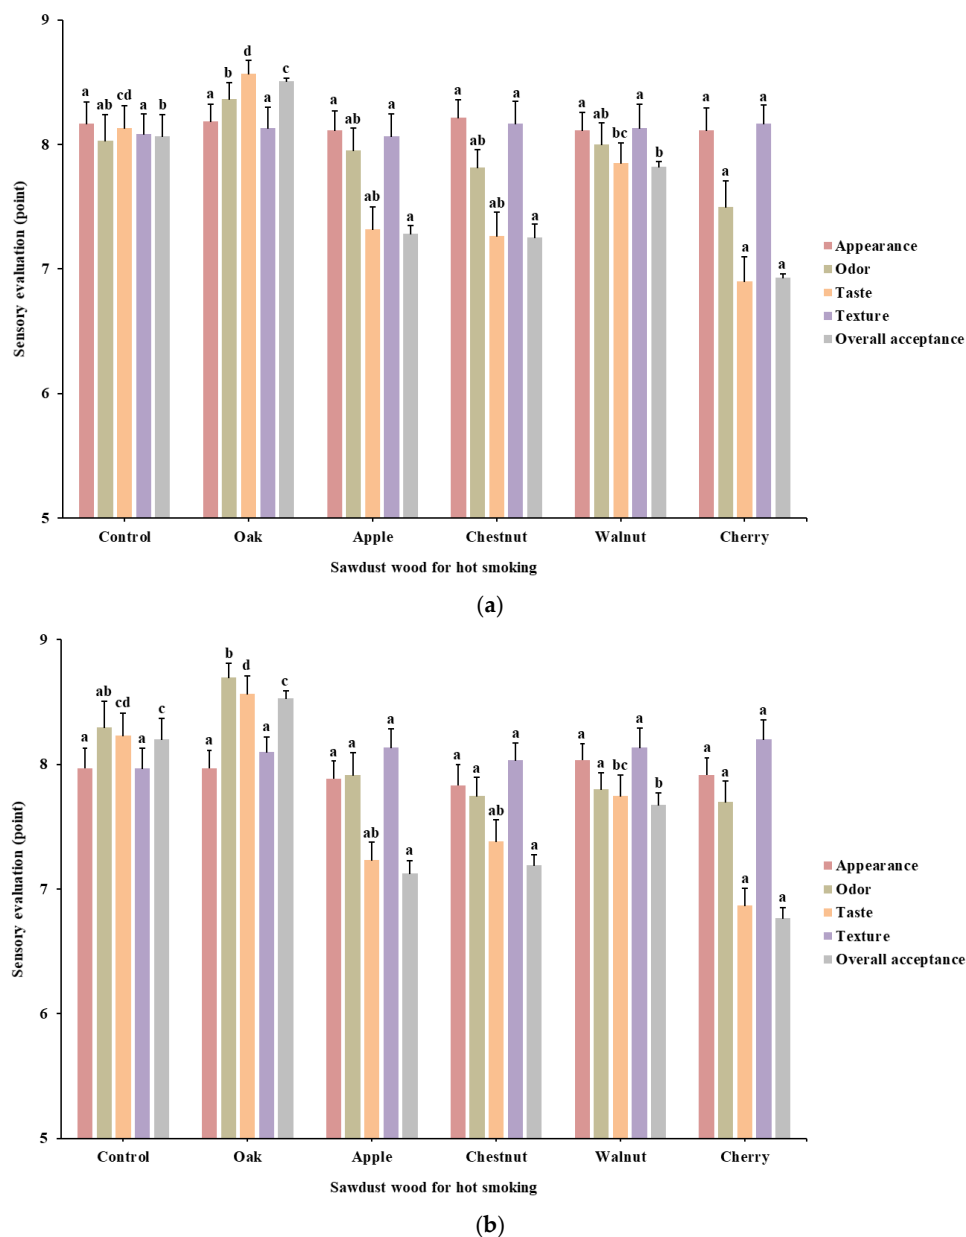 9
8
7
6
5
Sensory evaluation (point)
a ab cd a b
a b d a c
a ab ab a a
a ab ab a a
a ab bc a b
a a a a a
Control Oak Apple Chestnut Walnut Cherry
Sawdust wood for hot smoking
Appearance
Odor
Taste
Texture
Overall acceptance
(a)
9
8
7
6
5
Sensory evaluation (point)
a ab cd a c
a b d a c
a a ab a a
a a ab a a
a a bc a b
a a a a a
Control Oak Apple Chestnut Walnut Cherry
Sawdust wood for hot smoking
Appearance
Odor
Taste
Texture
Overall acceptance
(b)